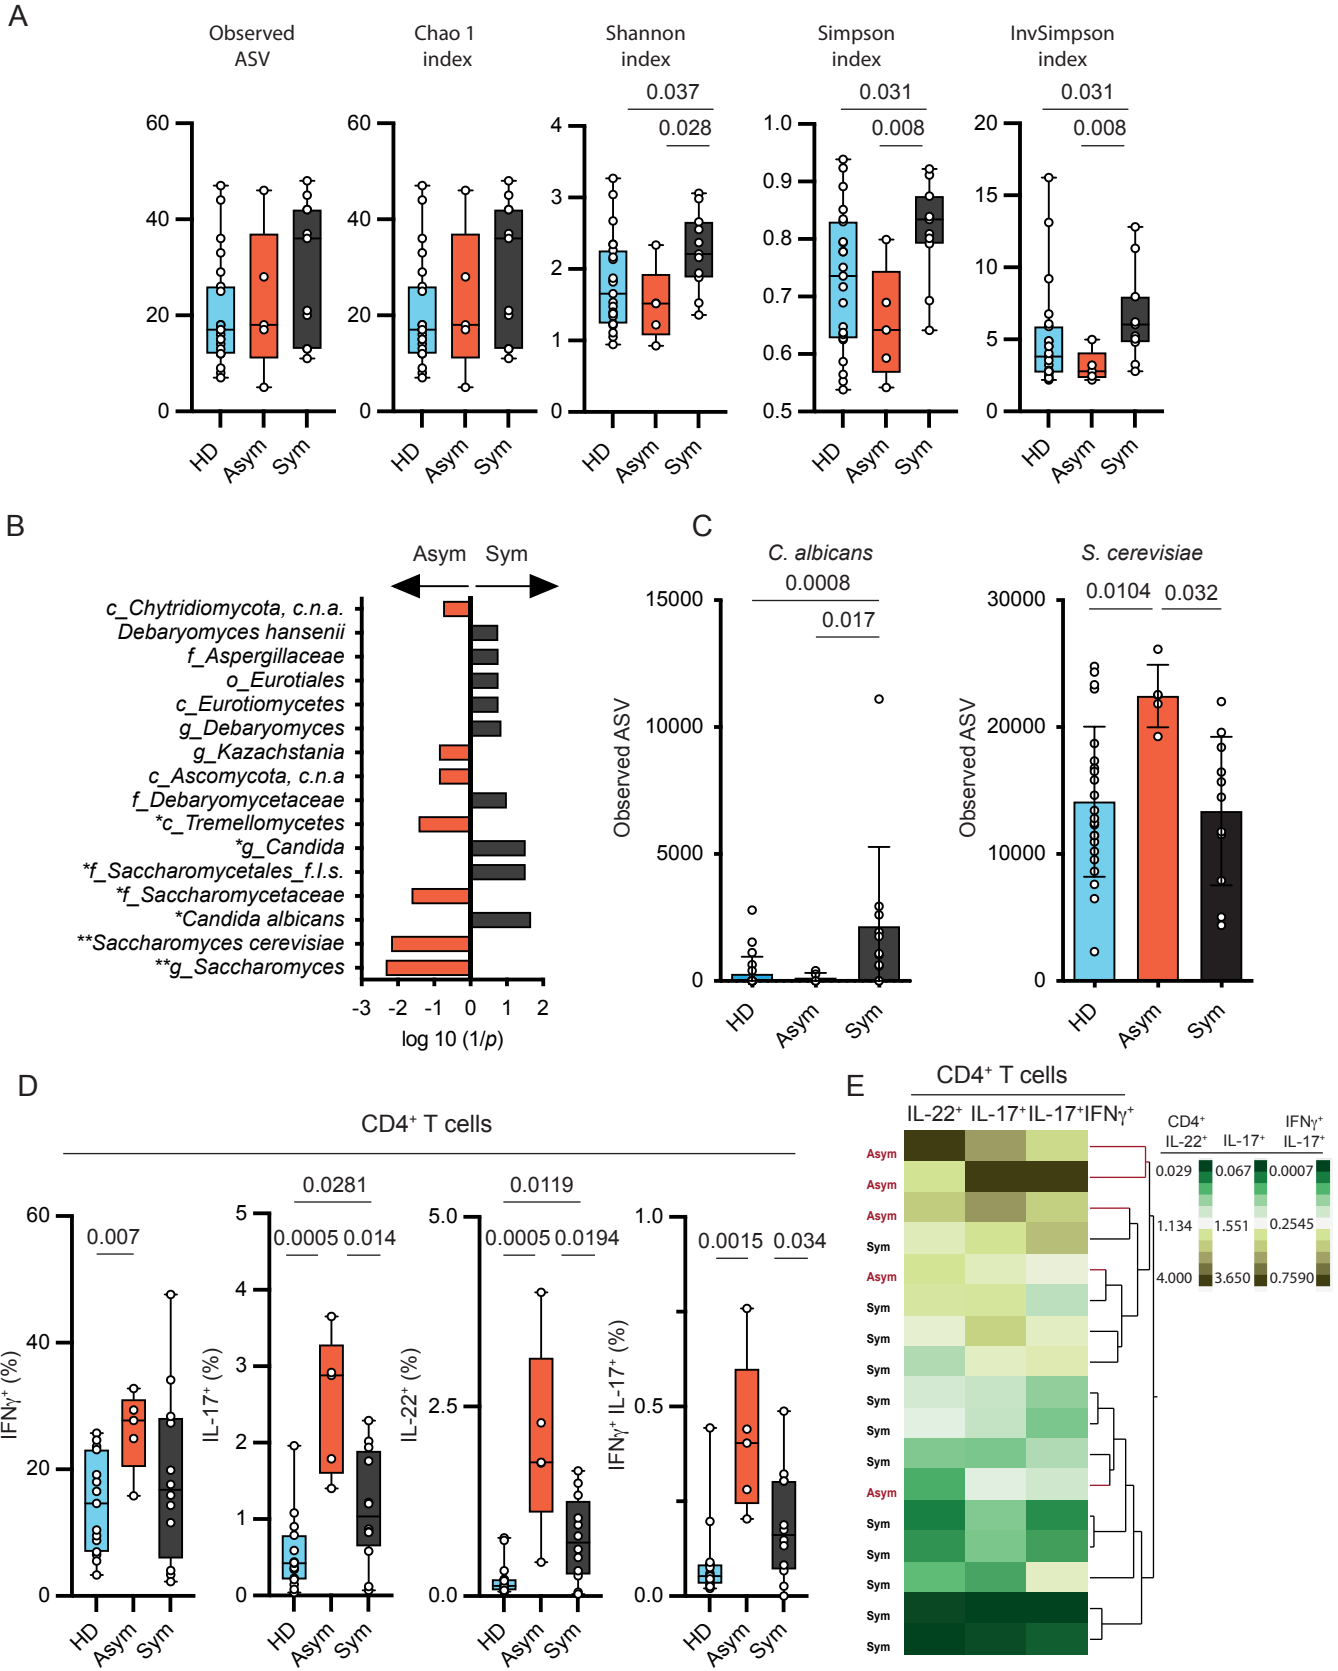 A
Observed ASV
Chao 1 index
Shannon index
Simpson index
InvSimpson index
0.037
0.028
0.031
0.008
0.031
0.008
60
40
20
0
HD Asym Sym
60
40
20
0
HD Asym Sym
4
3
2
1
0
HD Asym Sym
1.0
0.9
0.8
0.7
0.6
0.5
HD Asym Sym
20
15
10
5
0
HD Asym Sym
B
Asym Sym
c_Chytridiomycota, c.n.a.
Debaryomyces hansenii
f_Aspergillaceae
o_Eurotiales
c_Eurotiomycetes
g_Debaryomyces
g_Kazachstania
c_Ascomycota, c.n.a
f_Debaryomycetaceae
*c_Tremellomycetes
*g_Candida
*f_Saccharomycetales_f.I.s.
*f_Saccharomycetaceae
*Candida albicans
**Saccharomyces cerevisiae
**g_Saccharomyces
-3 -2 -1 0 1 2
log 10 (1/p)
C
C. albicans
0.0008
0.017
Observed ASV
15000
10000
5000
0
HD Asym Sym
S. cerevisiae
0.0104 0.032
Observed ASV
30000
20000
10000
0
HD Asym Sym
D
CD4+ T cells
IFNγ+ (%)
60
40
20
0
0.007
HD Asym Sym
IL-17+ (%)
5
4
3
2
1
0
0.0281
0.0005 0.014
HD Asym Sym
IL-22+ (%)
5.0
2.5
0.0
0.0119
0.0005 0.0194
HD Asym Sym
IFNγ+ IL-17+ (%)
1.0
0.5
0.0
0.0015 0.034
HD Asym Sym
E
CD4+ T cells
IL-22+ IL-17+ IL-17+IFNγ+
Asym
Asym
Asym
Sym
Asym
Sym
Sym
Sym
Sym
Sym
Sym
Asym
Sym
Sym
Sym
Sym
Sym
CD4+ IL-22+
IL-17+
IFNγ+ IL-17+
0.029 0.067 0.0007
1.134 1.551 0.2545
4.000 3.650 0.7590